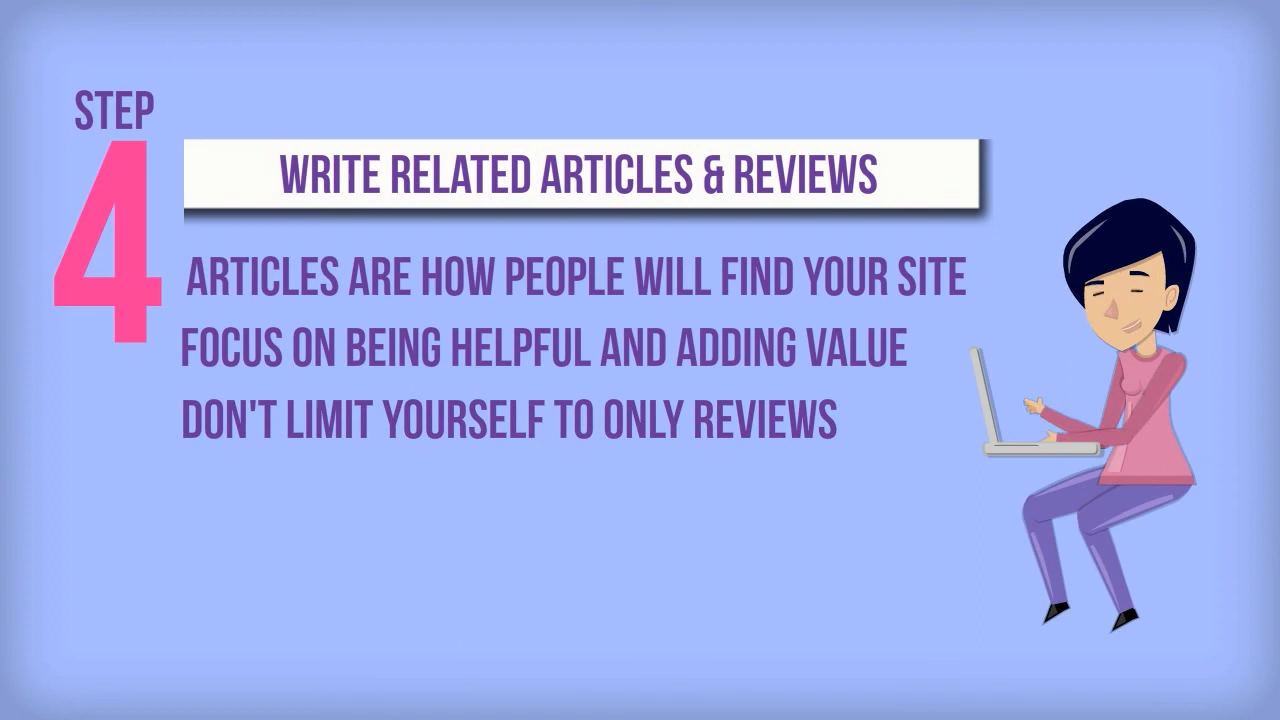 STEP
4
WRITE RELATED ARTICLES & REVIEWS
ARTICLES ARE HOW PEOPLE WILL FIND YOUR SITE
FOCUS ON BEING HELPFUL AND ADDING VALUE
DON'T LIMIT YOURSELF TO ONLY REVIEWS